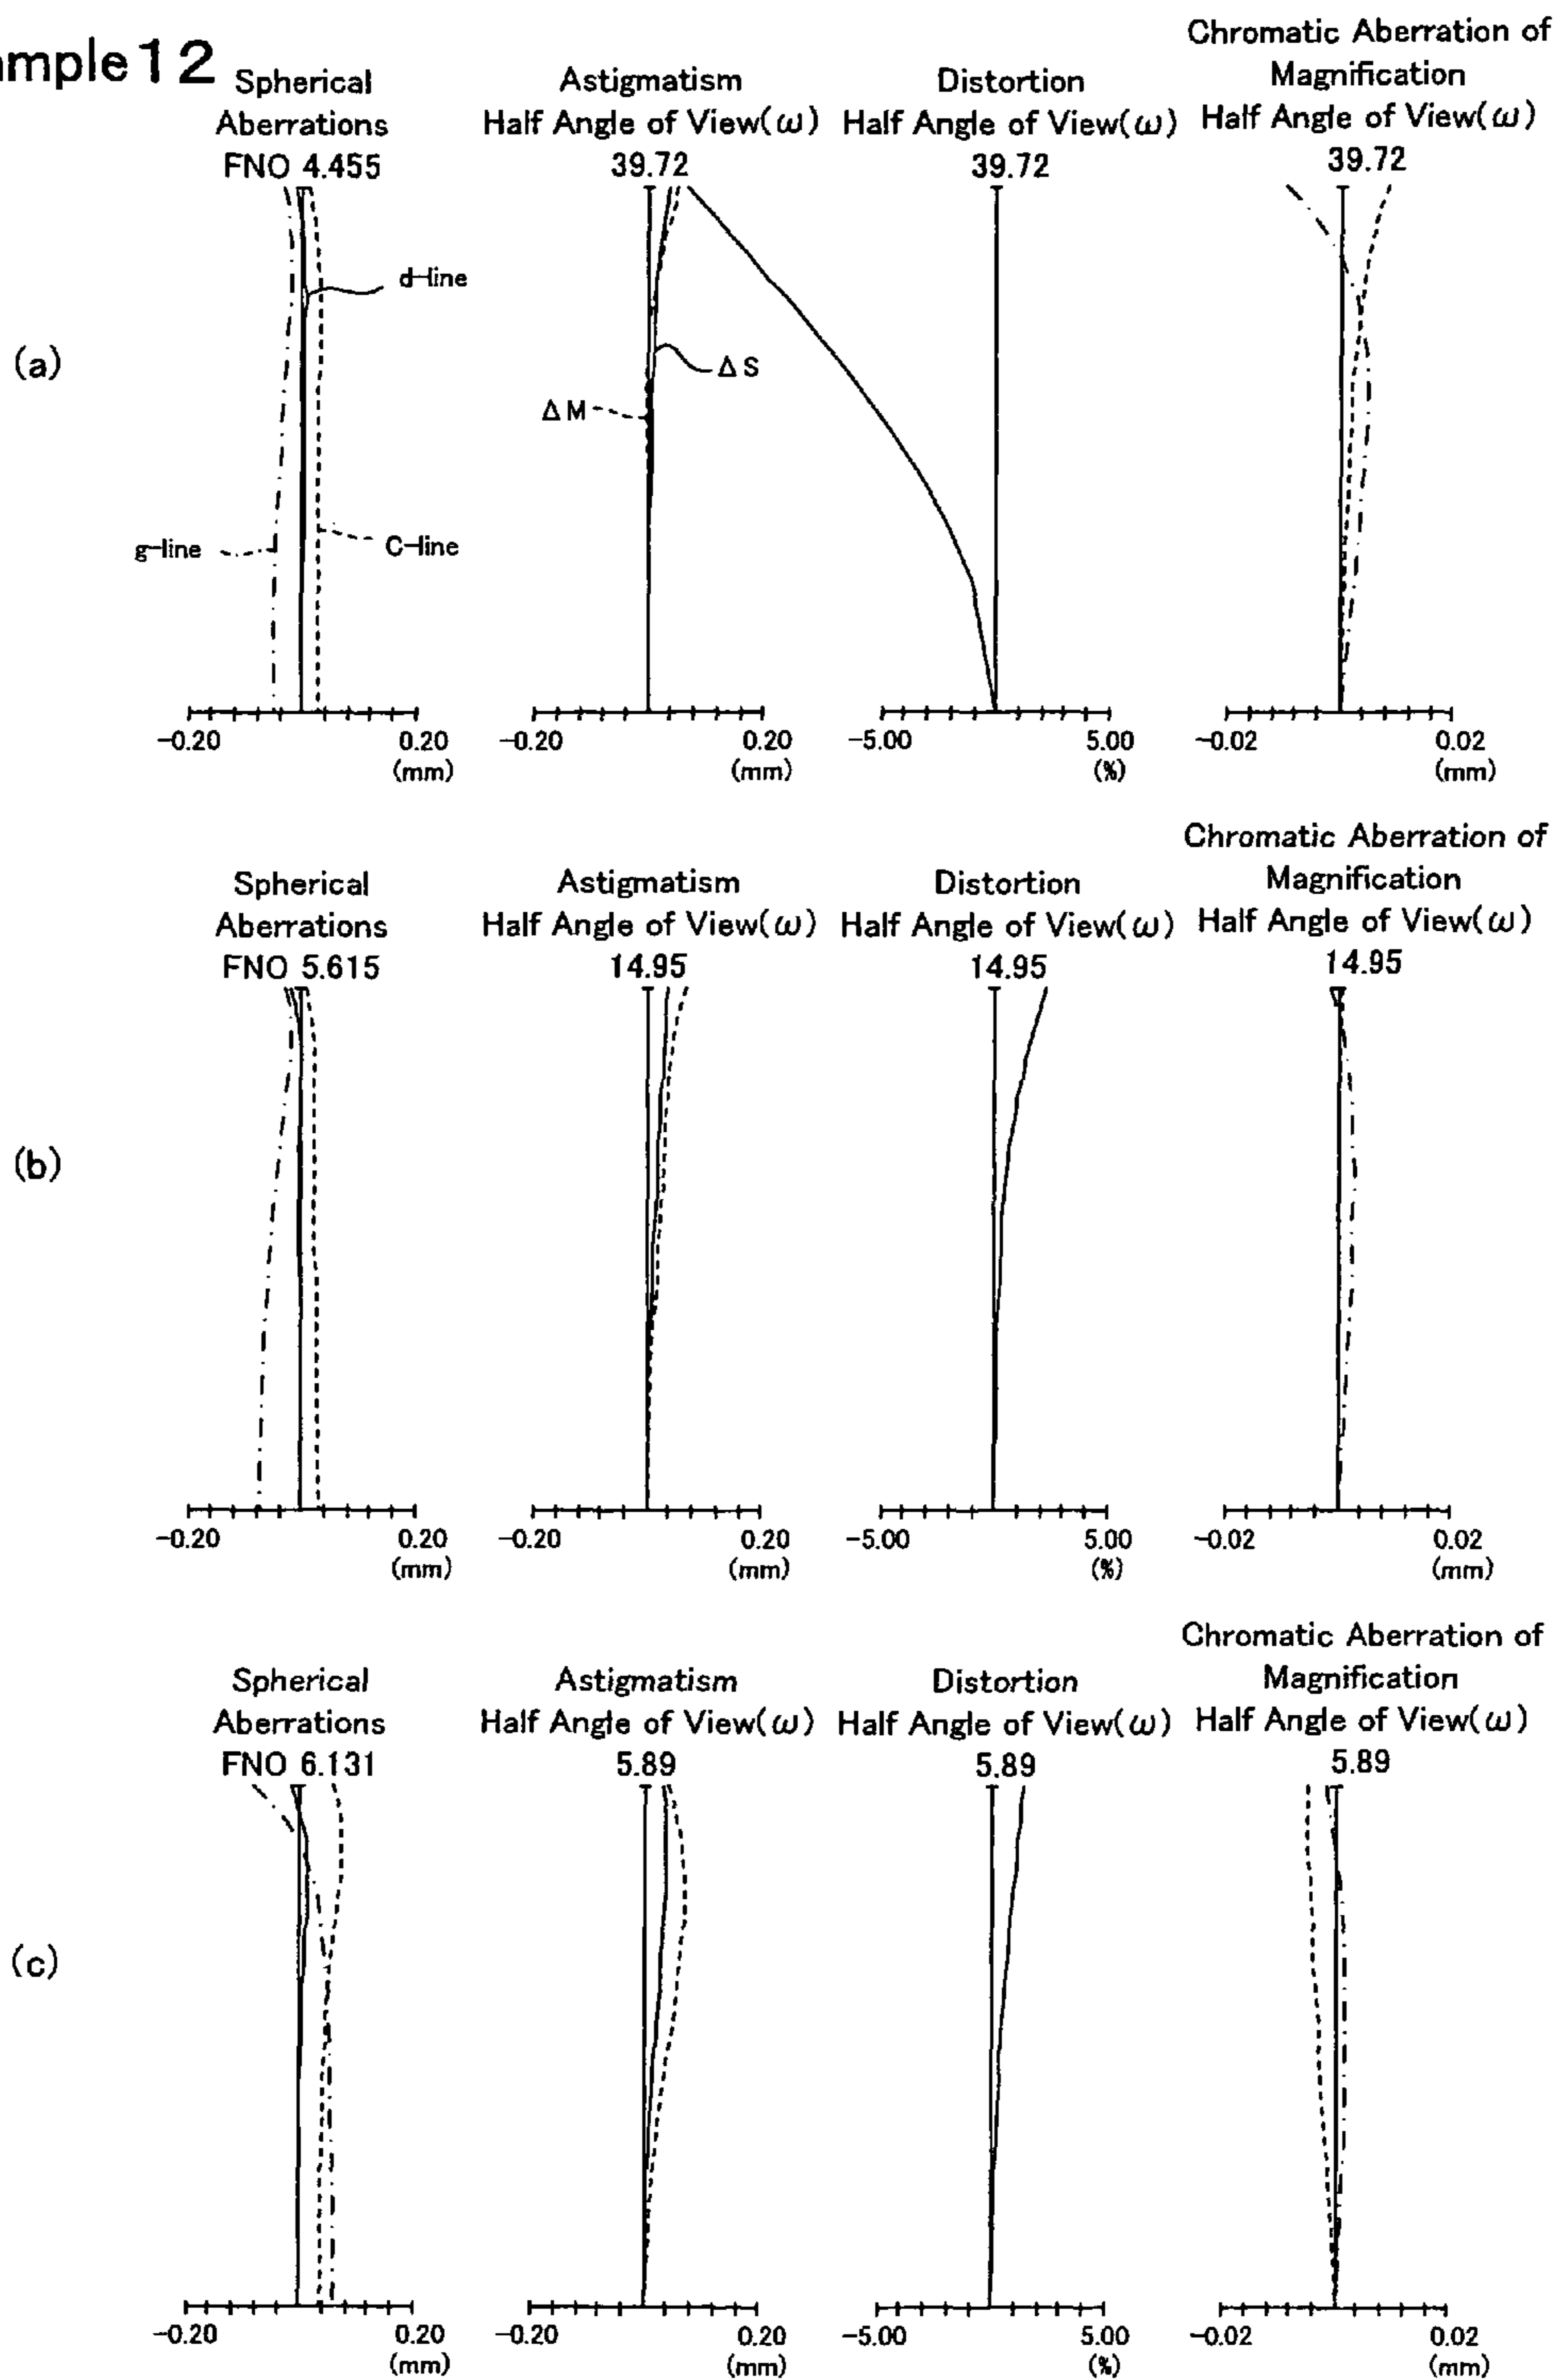 mple 12
Spherical
Aberrations
FNO 4.455
Astigmatism
Half Angle of View(ω)
39.72
Distortion
Half Angle of View(ω)
39.72
Chromatic Aberration of
Magnification
Half Angle of View(ω)
39.72
(a)
d-line
g-line
C-line
ΔS
ΔM
-0.20 0.20
(mm)
-0.20 0.20
(mm)
-5.00 5.00
(%)
-0.02 0.02
(mm)
Spherical
Aberrations
FNO 5.615
Astigmatism
Half Angle of View(ω)
14.95
Distortion
Half Angle of View(ω)
14.95
Chromatic Aberration of
Magnification
Half Angle of View(ω)
14.95
(b)
-0.20 0.20
(mm)
-0.20 0.20
(mm)
-5.00 5.00
(%)
-0.02 0.02
(mm)
Spherical
Aberrations
FNO 6.131
Astigmatism
Half Angle of View(ω)
5.89
Distortion
Half Angle of View(ω)
5.89
Chromatic Aberration of
Magnification
Half Angle of View(ω)
5.89
(c)
-0.20 0.20
(mm)
-0.20 0.20
(mm)
-5.00 5.00
(%)
-0.02 0.02
(mm)